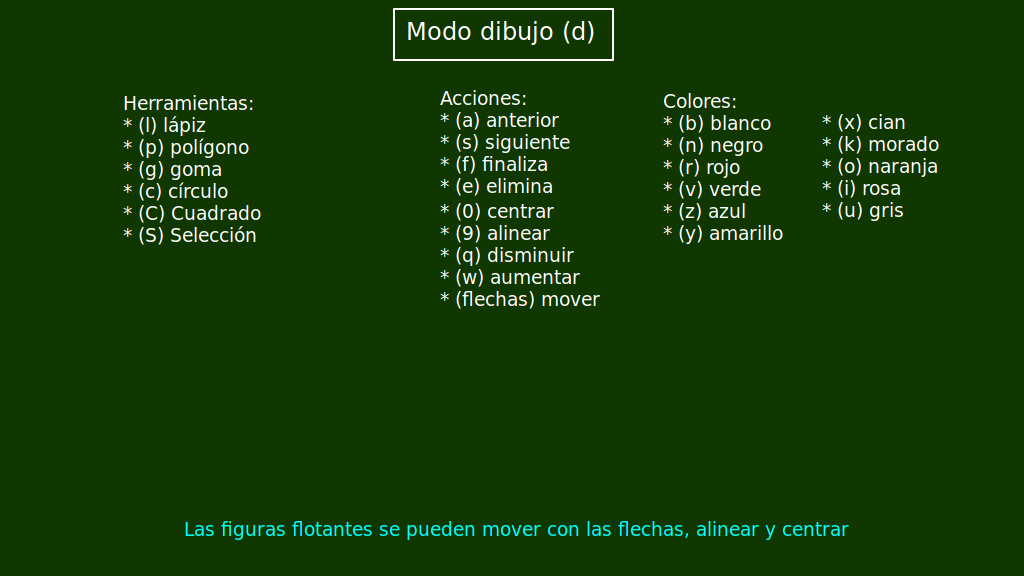 Modo dibujo (d)
Herramientas:
* (l) lápiz
* (p) polígono
* (g) goma
* (c) círculo
* (C) Cuadrado
* (S) Selección
Acciones:
* (a) anterior
* (s) siguiente
* (f) finaliza
* (e) elimina
* (0) centrar
* (9) alinear
* (q) disminuir
* (w) aumentar
* (flechas) mover
Colores:
* (b) blanco
* (n) negro
* (r) rojo
* (v) verde
* (z) azul
* (y) amarillo
* (x) cian
* (k) morado
* (o) naranja
* (i) rosa
* (u) gris
Las figuras flotantes se pueden mover con las flechas, alinear y centrar